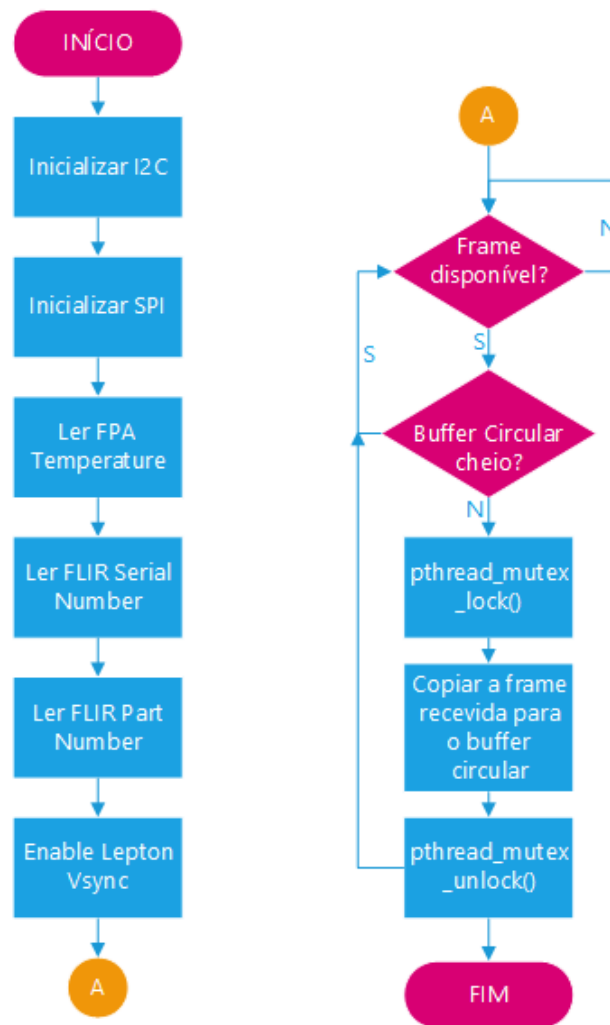 INÍCIO
Inicializar I2C
Inicializar SPI
Ler FPA
Temperature
Ler FLIR Serial
Number
Ler FLIR Part
Number
Enable Lepton
Vsync
A
A
Frame
disponível?
N
S
S
Buffer Circular
cheio?
N
pthread_mutex
_lock()
Copiar a frame
recevida para
o buffer
circular
pthread_mutex
_unlock()
FIM